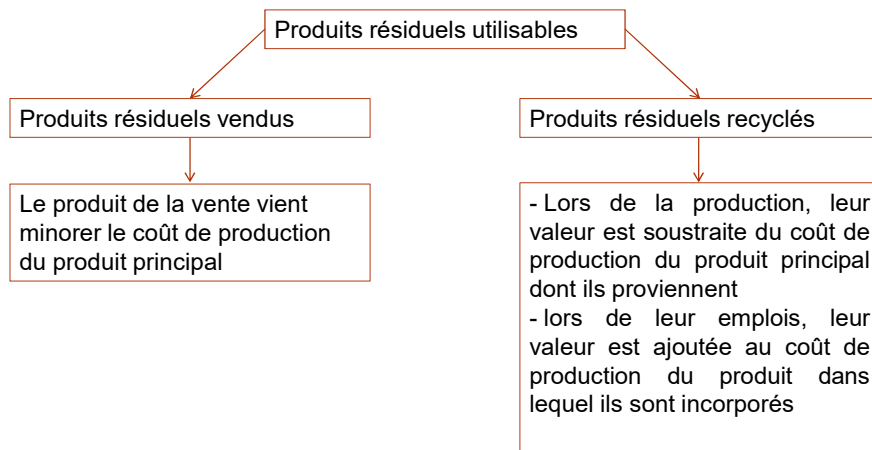 Produits résiduels utilisables
Produits résiduels vendus
Produits résiduels recyclés
Le produit de la vente vient
minorer le coût de production
du produit principal
- Lors de la production, leur
valeur est soustraite du coût de
production du produit principal
dont ils proviennent
- lors de leur emplois, leur
valeur est ajoutée au coût de
production du produit dans
lequel ils sont incorporés